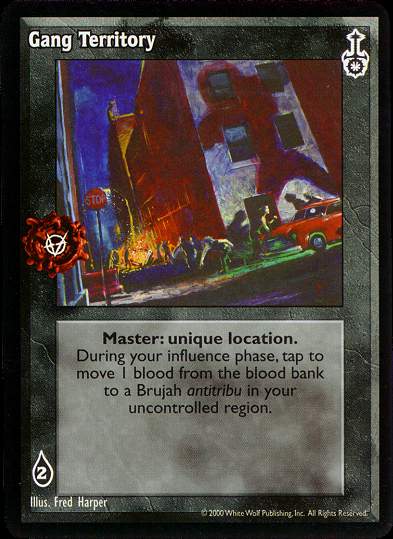 Gang Territory
STOP
Master: unique location.
During your influence phase, tap to
move 1 blood from the blood bank
to a Brujah antitribu in your
uncontrolled region.
2
Illus. Fred Harper
© 2000 White Wolf Publishing, Inc. All Rights Reserved.